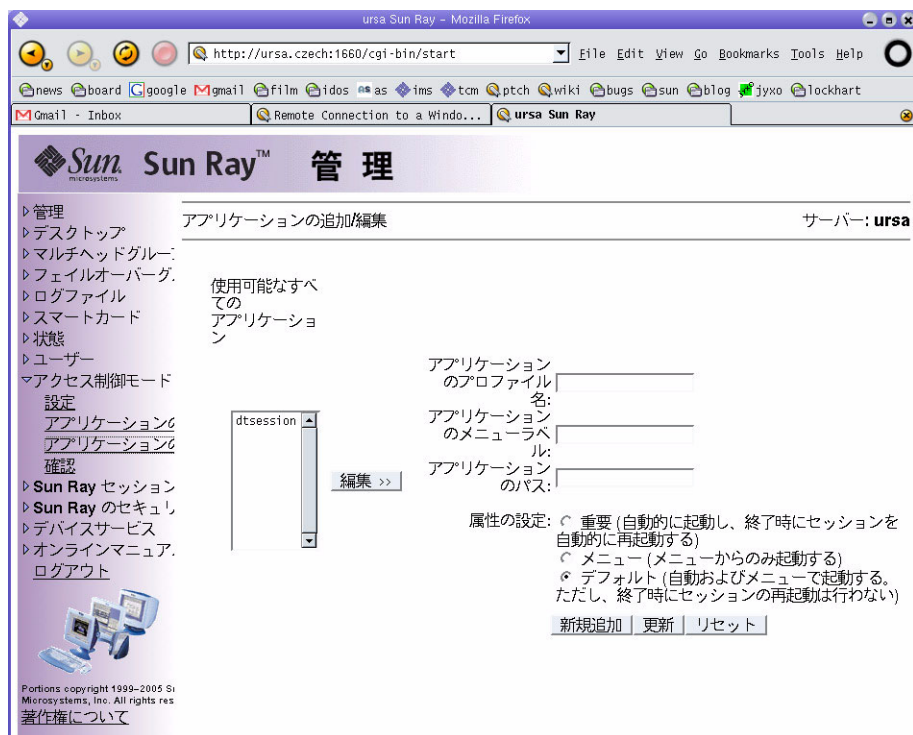 ursa Sun Ray - Mozilla Firefox
http://ursa.czech:1660/cgi-bin/start File Edit View Go Bookmarks Tools Help
news board google gmail film idos as ims tcm ptch wiki bugs sun blog jyxo lockhart
Gmail - Inbox Remote Connection to a Windo... ursa Sun Ray
Sun microsystems Sun Ray™ 管 理
管理
デスクトップ
マルチヘッドグルー
フェイルオーバーグ
ログファイル
スマートカード
状態
ユーザー
アクセス制御モード
設定
アプリケーションの
アプリケーションの
確認
Sun Ray セッション
Sun Ray のセキュリ
デバイスサービス
オンラインマニュア
ログアウト
Portions copyright 1999-2005 Su
Microsystems, Inc. All rights res
著作権について
アプリケーションの追加/編集 サーバー: ursa
使用可能なすべ
ての
アプリケーショ
ン
dtsession
編集 >>
アプリケーション
のプロファイル
名:
アプリケーション
のメニューラベ
ル:
アプリケーション
のパス:
属性の設定: 重要 (自動的に起動し、終了時にセッションを
自動的に再起動する)
メニュー (メニューからのみ起動する)
デフォルト (自動およびメニューで起動する。
ただし、終了時にセッションの再起動は行わない)
新規追加 更新 リセット